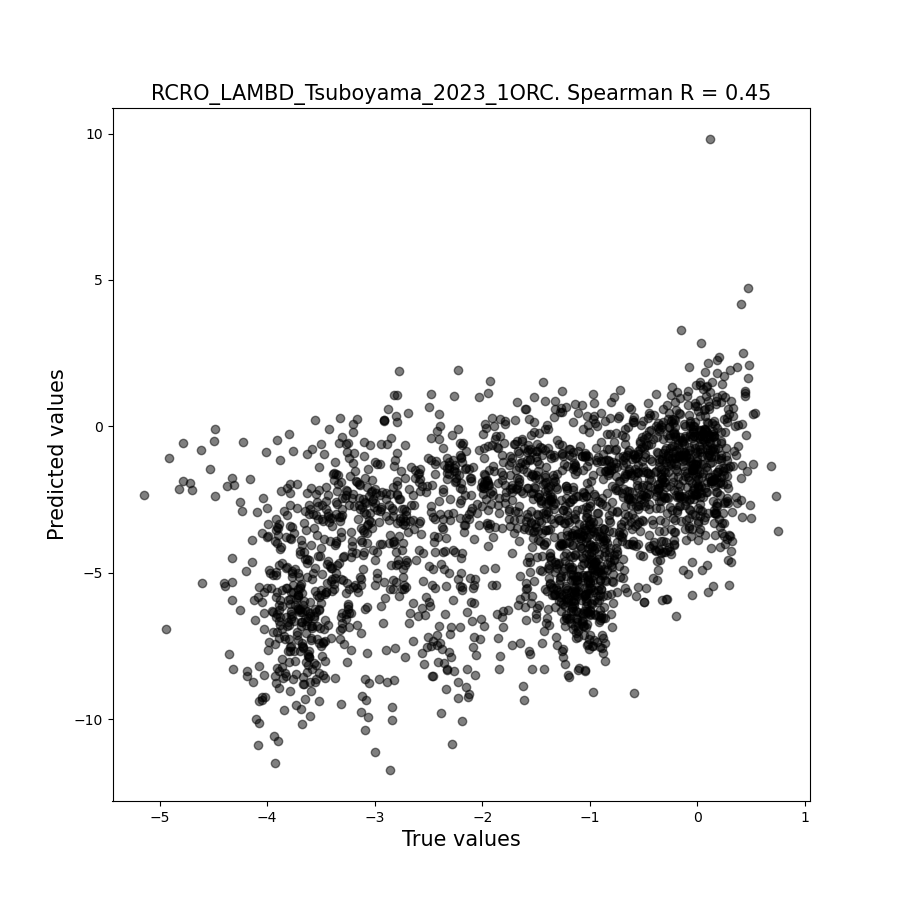 RCRO_LAMBD_Tsuboyama_2023_1ORC. Spearman R = 0.45
10
5
0
−5
−10
Predicted values
−5 −4 −3 −2 −1 0 1
True values